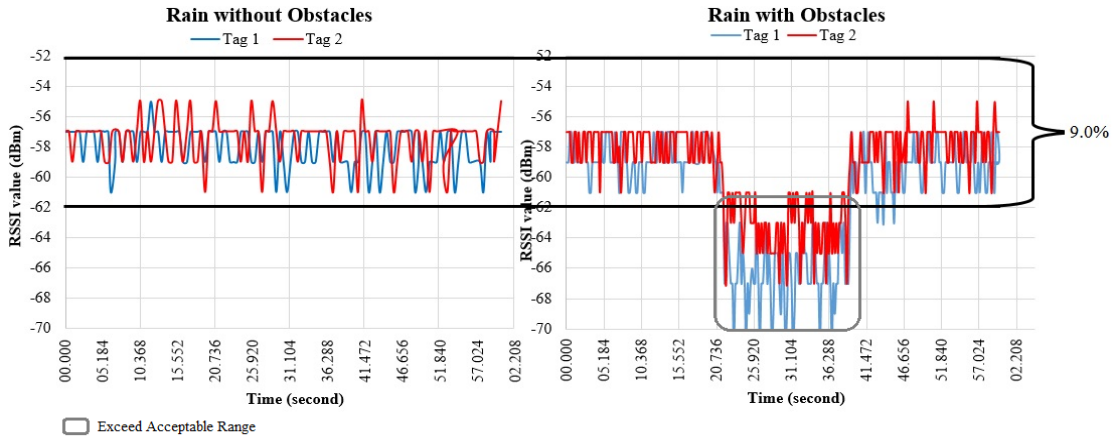 Rain without Obstacles
Tag 1 Tag 2
RSSI value (dBm)
-52
-54
-56
-58
-60
-62
-64
-66
-68
-70
00.000 05.184 10.368 15.552 20.736 25.920 31.104 36.288 41.472 46.656 51.840 57.024 02.208
Time (second)
Rain with Obstacles
Tag 1 Tag 2
RSSI value (dBm)
-52
-54
-56
-58
-60
-62
-64
-66
-68
-70
00.000 05.184 10.368 15.552 20.736 25.920 31.104 36.288 41.472 46.656 51.840 57.024 02.208
Time (second)
9.0%
Exceed Acceptable Range